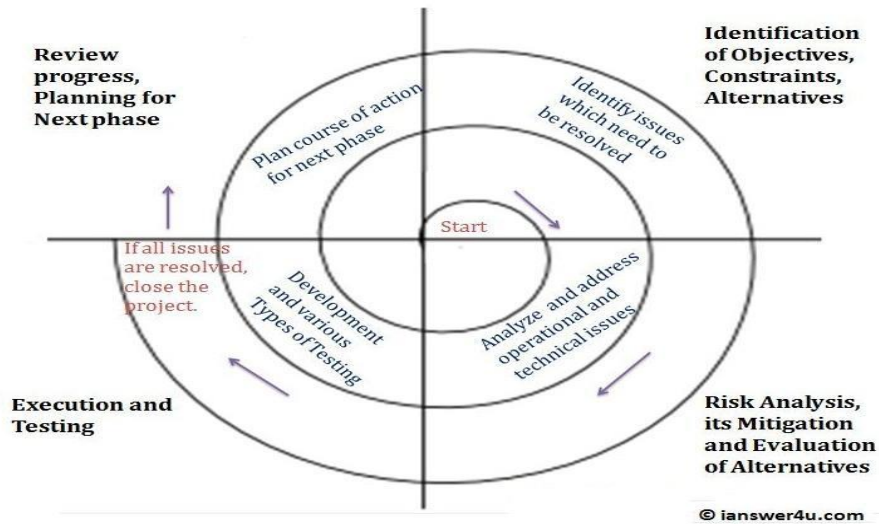 Review
progress,
Planning for
Next phase
Identification
of Objectives,
Constraints,
Alternatives
Plan course of action
for next phase
Identify issues
which need to
be resolved
Start
If all issues
are resolved,
close the
project.
Development
and various
Types of Testing
Analyze and address
operational and
technical issues
Execution and
Testing
Risk Analysis,
its Mitigation
and Evaluation
of Alternatives
© ianswer4u.com